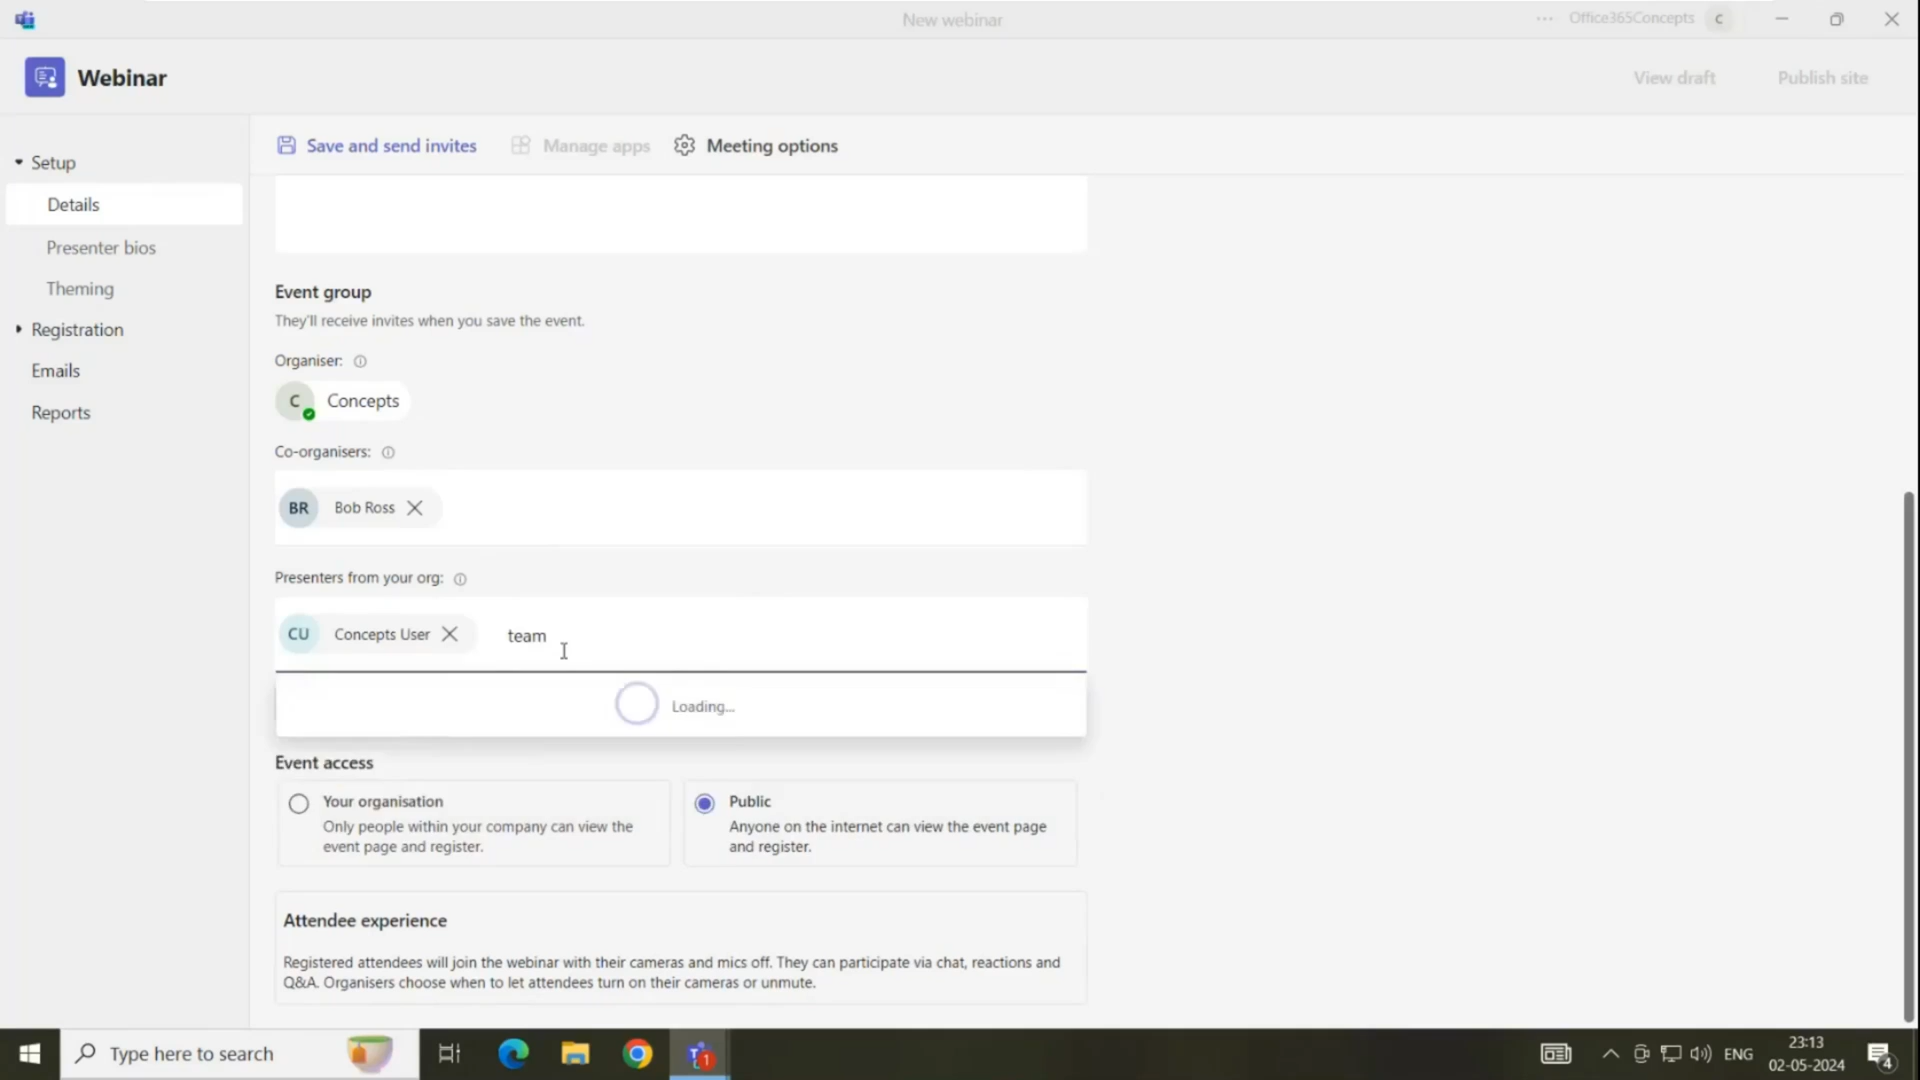 New webinar
... Office365Concepts C
Webinar
View draft
Publish site
Save and send invites
Manage apps
Meeting options
Setup
Details
Presenter bios
Theming
Registration
Emails
Reports
Event group
They'll receive invites when you save the event.
Organiser:
C Concepts
Co-organisers:
BR Bob Ross
Presenters from your org:
CU Concepts User team
Loading...
Event access
Your organisation
Only people within your company can view the
event page and register.
Public
Anyone on the internet can view the event page
and register.
Attendee experience
Registered attendees will join the webinar with their cameras and mics off. They can participate via chat, reactions and
Q&A. Organisers choose when to let attendees turn on their cameras or unmute.
Type here to search
1
ENG
23:13
02-05-2024
4